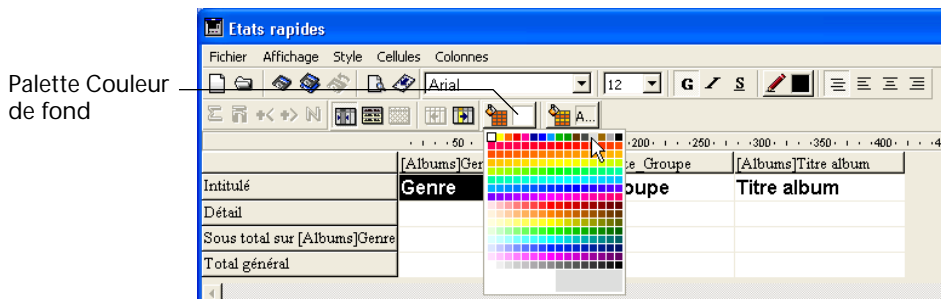 Etats rapides
Fichier Affichage Style Cellules Colonnes
Palette Couleur
de fond
Arial 12 G I S
Σ N A...
50 200 250 300 350 400
[Albums]Ger e_Groupe [Albums]Titre album
Intitulé Genre oupe Titre album
Détail
Sous total sur [Albums]Genre
Total général